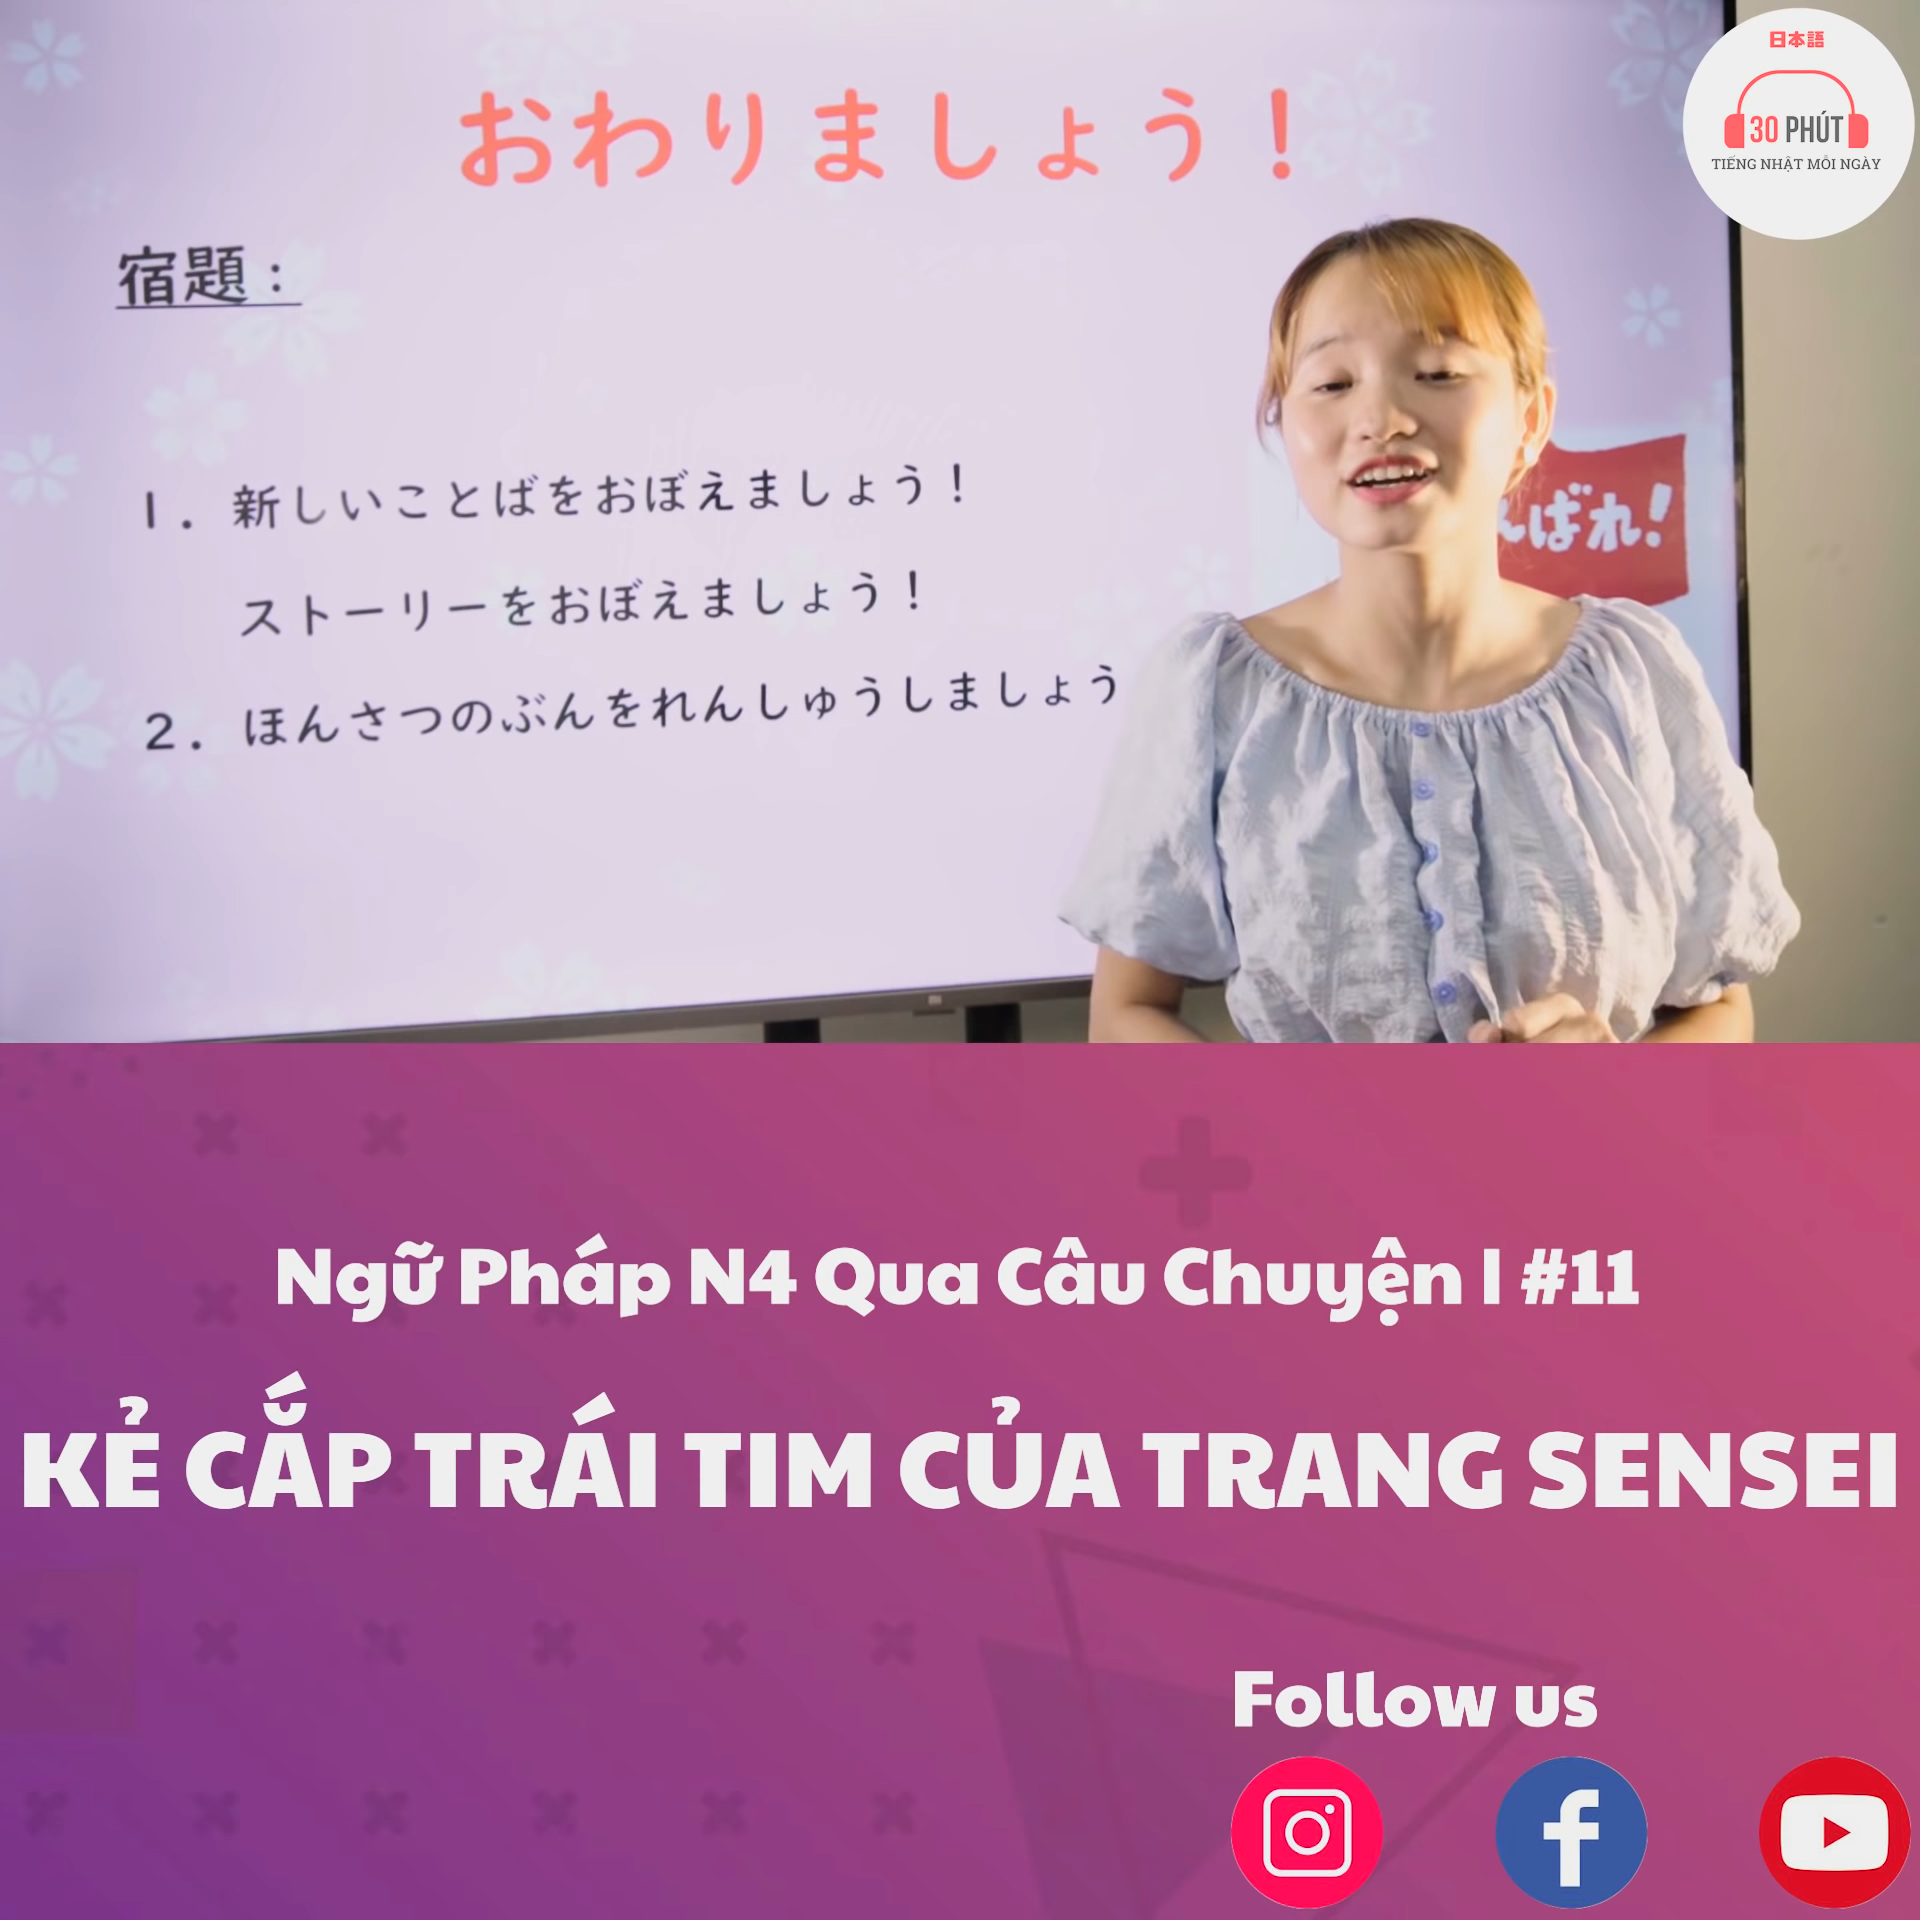 日本語
30 PHÚT
TIẾNG NHẬT MỖI NGÀY
おわりましょう！
宿題：
1. 新しいことばをおぼえましょう！
ストーリーをおぼえましょう！
2. ほんさつのぶんをれんしゅうしましょう
んばれ！
Ngữ Pháp N4 Qua Câu Chuyện I #11
KẺ CẮP TRÁI TIM CỦA TRANG SENSEI
Follow us